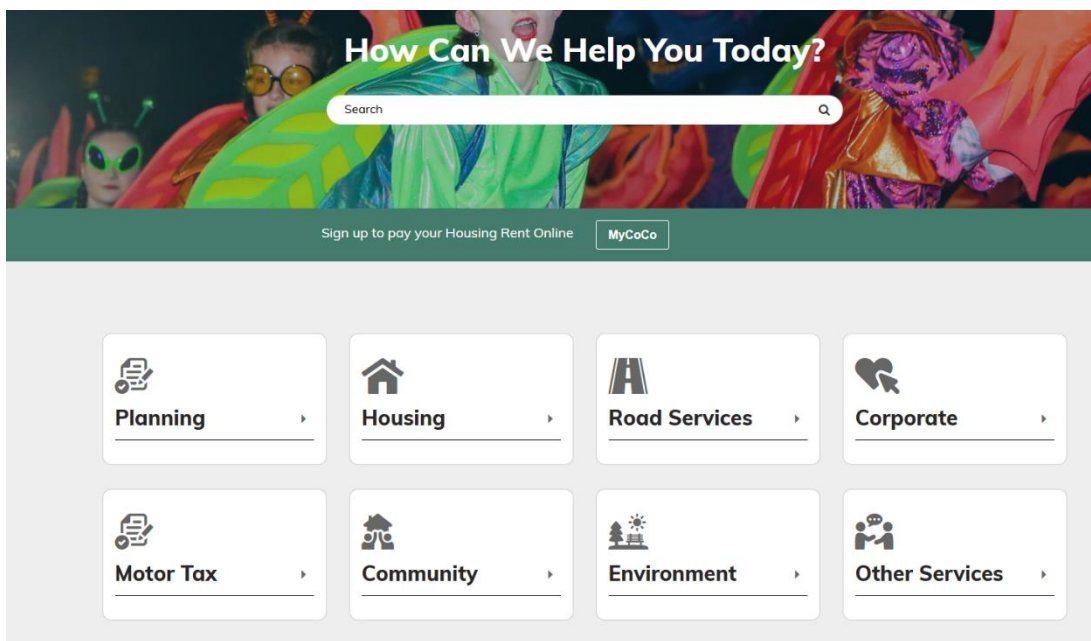 How Can We Help You Today?
Search
Sign up to pay your Housing Rent Online MyCoCo
Planning Housing Road Services Corporate
Motor Tax Community Environment Other Services